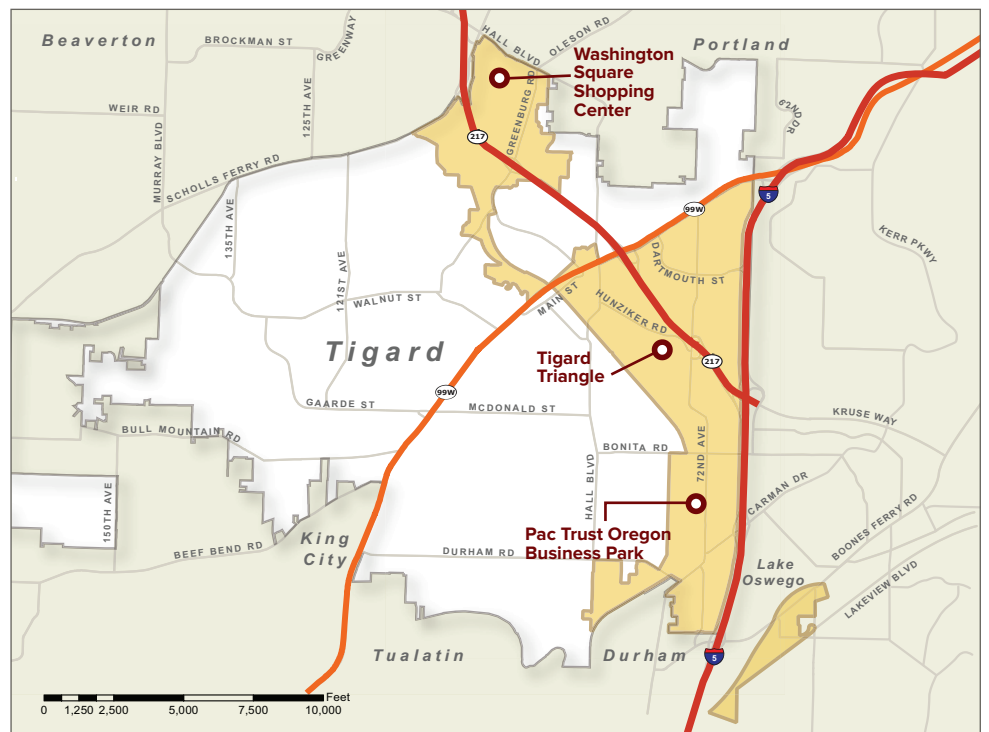 Beaverton
BROCKMAN ST
GREENWAY
HALL BLVD
OLESON RD
Portland
Washington
Square
Shopping
Center
WEIR RD
125TH AVE
GREENBURG RD
62ND DR
217
MURRAY BLVD
SCHOLLS FERRY RD
5
99W
135TH AVE
KERR PKWY
121ST AVE
DARTMOUTH ST
WALNUT ST
MAIN ST
HUNZIKER RD
Tigard
Tigard
Triangle
217
99W
GAARDE ST
MCDONALD ST
KRUSE WAY
BULL MOUNTAIN RD
BONITA RD
72ND AVE
150TH AVE
HALL BLVD
CARMAN DR
Pac Trust Oregon
Business Park
BOONES FERRY RD
King
City
BEEF BEND RD
DURHAM RD
Lake
Oswego
LAKEVIEW BLVD
Tualatin
Durham
5
Feet
0 1,250 2,500 5,000 7,500 10,000